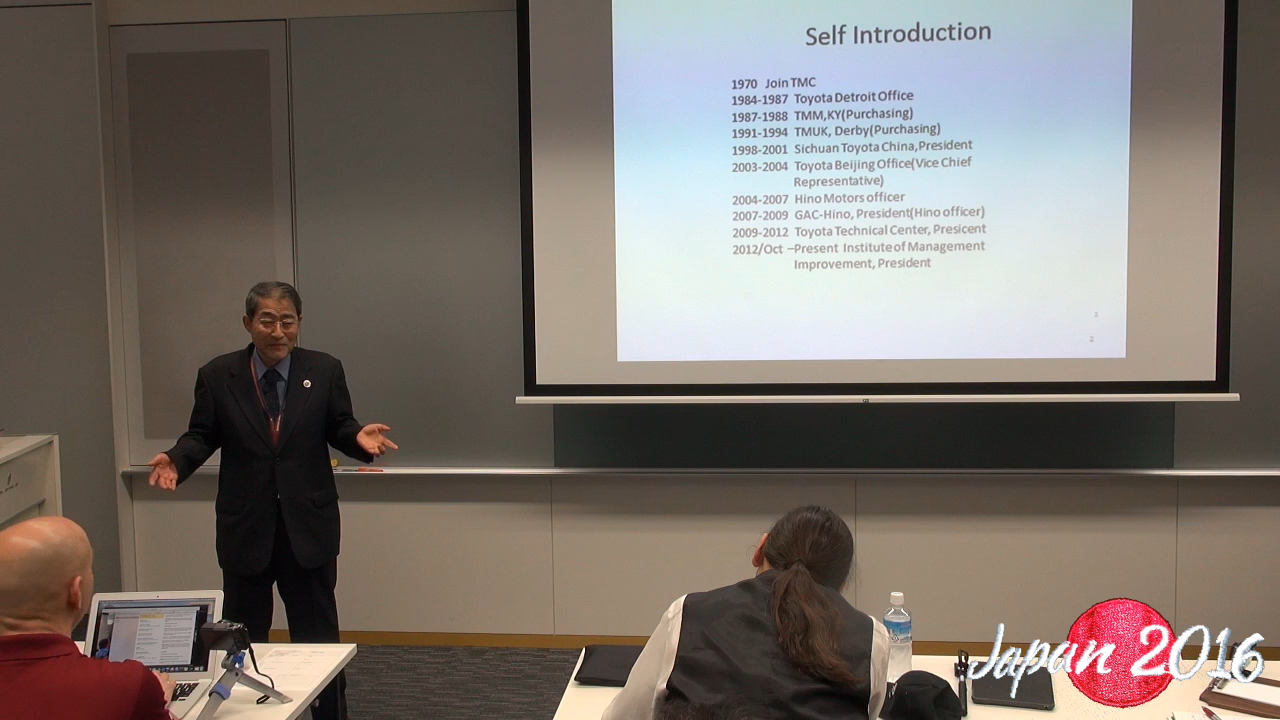 Self Introduction
1970 Join TMC
1984-1987 Toyota Detroit Office
1987-1988 TMM,KY(Purchasing)
1991-1994 TMUK, Derby(Purchasing)
1998-2001 Sichuan Toyota China,President
2003-2004 Toyota Beijing Office(Vice Chief
Representative)
2004-2007 Hino Motors officer
2007-2009 GAC-Hino, President(Hino officer)
2009-2012 Toyota Technical Center, Presicent
2012/Oct –Present Institute of Management
Improvement, President
2
2
Japan 2016